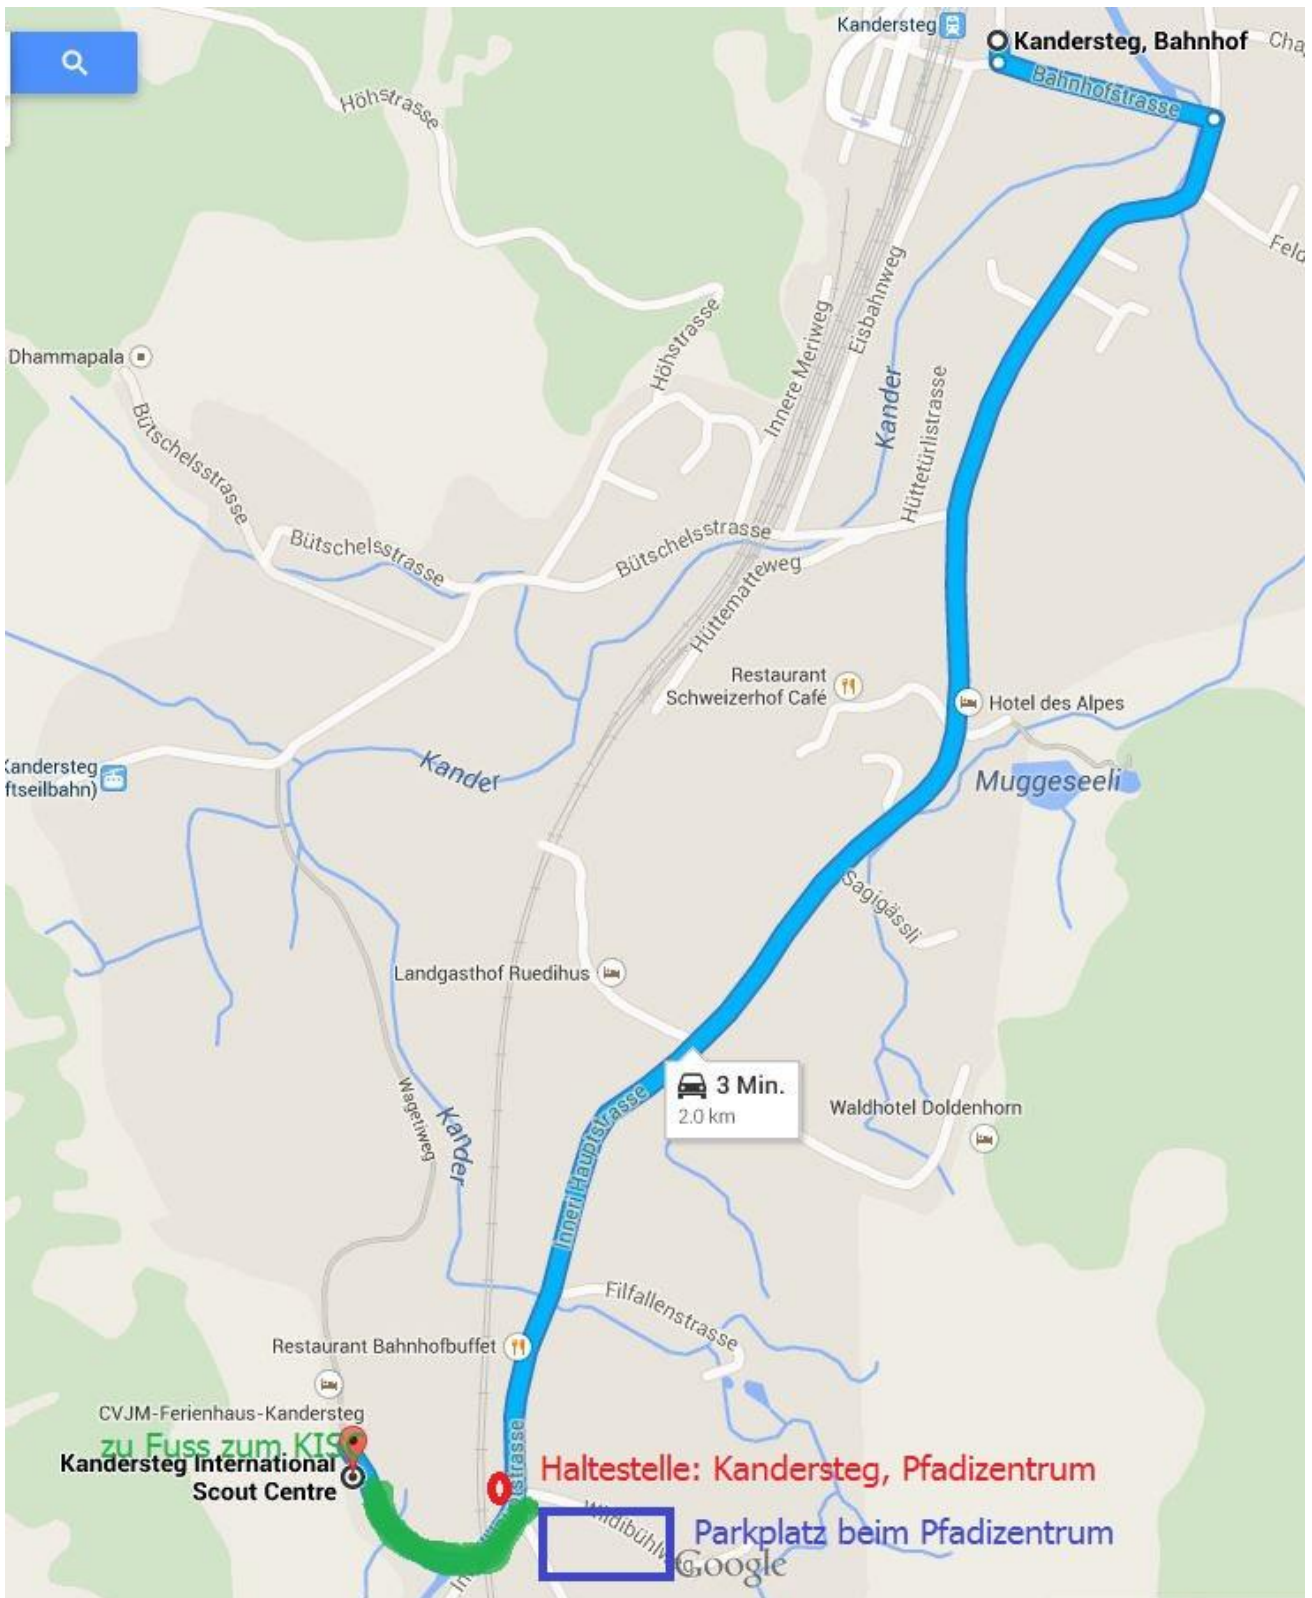 Kandersteg
Kandersteg, Bahnhof
Bahnhofstrasse
Höhstrasse
Eisbahnweg
Dhammapala
Höhstrasse
Innere Meriweg
Kander
Hüttetürlistrasse
Bütschelsstrasse
Bütschelsstrasse
Bütschelsstrasse
Hüttematteweg
Restaurant
Schweizerhof Café
Hotel des Alpes
Kandersteg
ftseilbahn)
Kander
Muggeseeli
Sagigässli
Landgasthof Ruedihus
3 Min.
2.0 km
Waldhotel Doldenhorn
Wagetiweg
Kander
Inneri Hauptstrasse
Filfallenstrasse
Restaurant Bahnhofbuffet
CVJM-Ferienhaus-Kandersteg
zu Fuss zum KIS
Kandersteg International
Scout Centre
Haltestelle: Kandersteg, Pfadizentrum
Parkplatz beim Pfadizentrum
Google